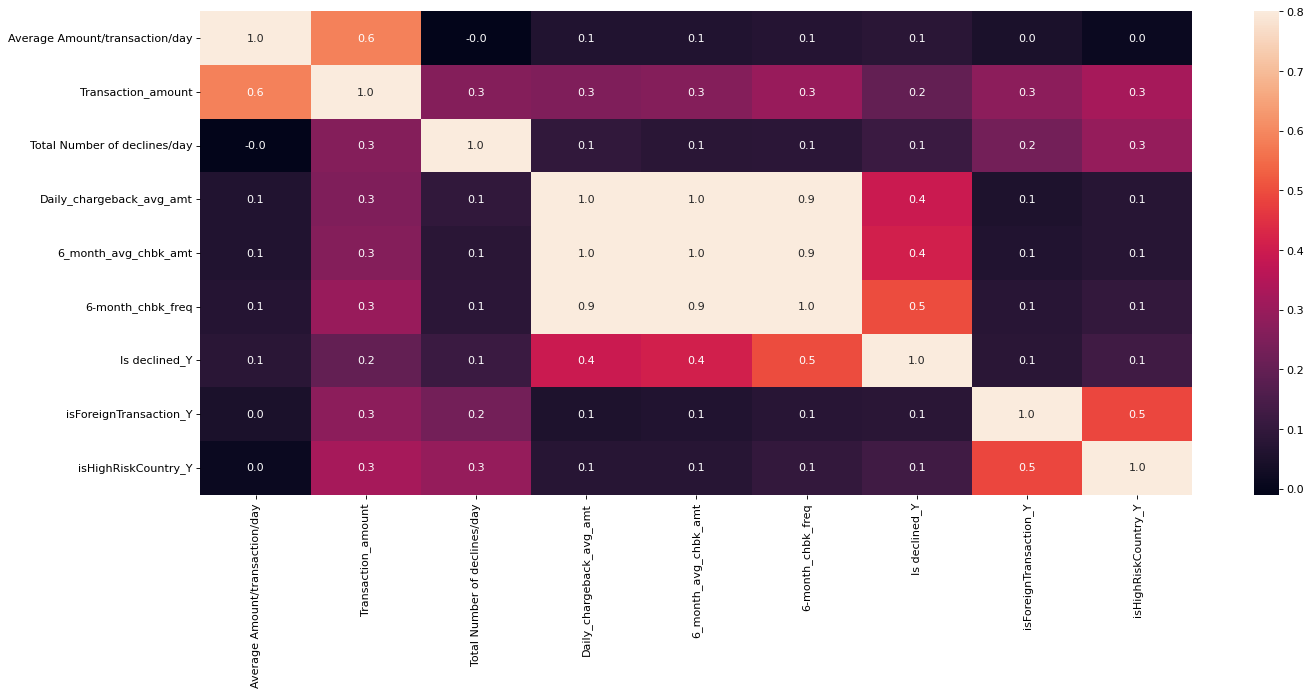 Average Amount/transaction/day 1.0 0.6 -0.0 0.1 0.1 0.1 0.1 0.0 0.0
Transaction_amount 0.6 1.0 0.3 0.3 0.3 0.3 0.2 0.3 0.3
Total Number of declines/day -0.0 0.3 1.0 0.1 0.1 0.1 0.1 0.2 0.3
Daily_chargeback_avg_amt 0.1 0.3 0.1 1.0 1.0 0.9 0.4 0.1 0.1
6_month_avg_chbk_amt 0.1 0.3 0.1 1.0 1.0 0.9 0.4 0.1 0.1
6-month_chbk_freq 0.1 0.3 0.1 0.9 0.9 1.0 0.5 0.1 0.1
Is declined_Y 0.1 0.2 0.1 0.4 0.4 0.5 1.0 0.1 0.1
isForeignTransaction_Y 0.0 0.3 0.2 0.1 0.1 0.1 0.1 1.0 0.5
isHighRiskCountry_Y 0.0 0.3 0.3 0.1 0.1 0.1 0.1 0.5 1.0
Average Amount/transaction/day
Transaction_amount
Total Number of declines/day
Daily_chargeback_avg_amt
6_month_avg_chbk_amt
6-month_chbk_freq
Is declined_Y
isForeignTransaction_Y
isHighRiskCountry_Y
0.8
0.7
0.6
0.5
0.4
0.3
0.2
0.1
0.0